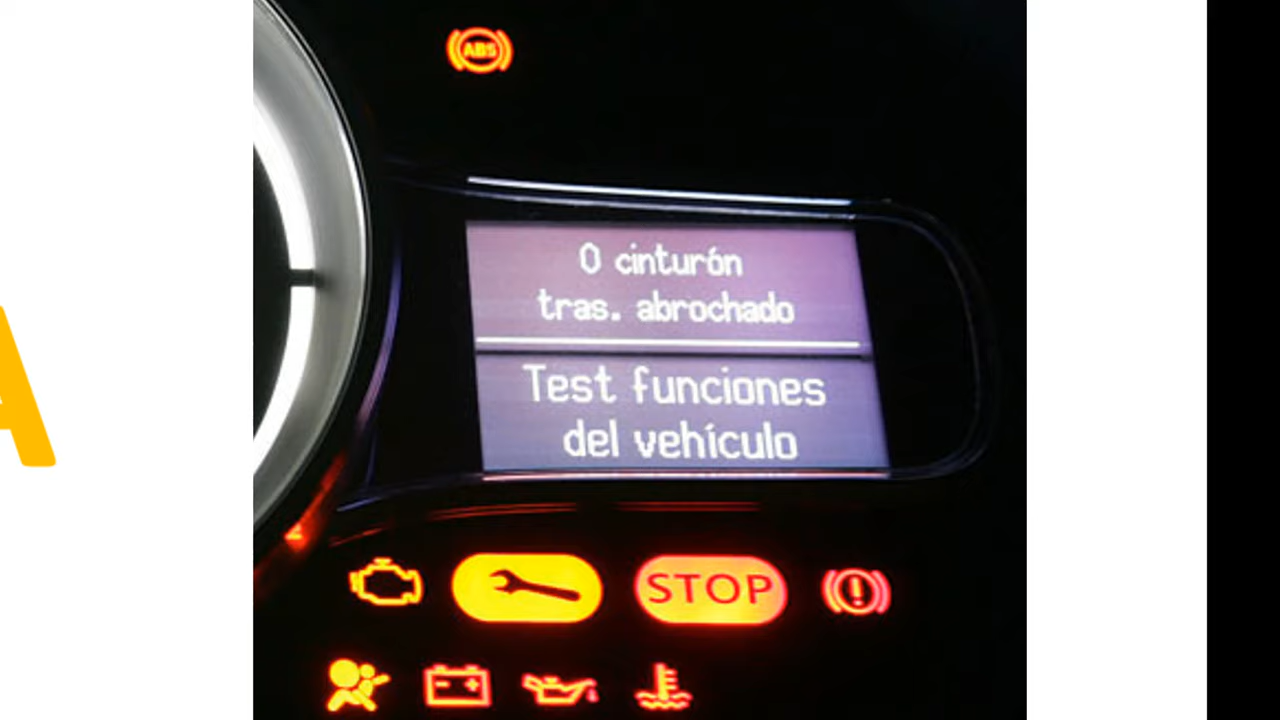 A
ABS
0 cinturón
tras. abrochado
Test funciones
del vehículo
STOP